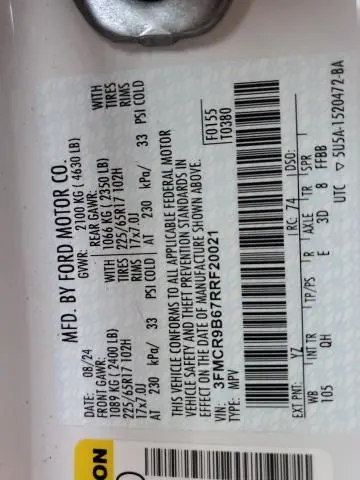 MFD. BY FORD MOTOR CO.
DATE: 08/24
GVWR: 2100 KG ( 4630 LB)
FRONT GAWR:
REAR GAWR:
1089 KG ( 2400 LB)
WITH
1066 KG ( 2350 LB)
WITH
225/65R17 102H
TIRES
225/65R17 102H
TIRES
17x7.0J
RIMS
17x7.0J
RIMS
AT 230 kPa/ 33 PSI COLD
AT 230 kPa/ 33 PSI COLD
THIS VEHICLE CONFORMS TO ALL APPLICABLE FEDERAL MOTOR
VEHICLE SAFETY AND THEFT PREVENTION STANDARDS IN
EFFECT ON THE DATE OF MANUFACTURE SHOWN ABOVE.
VIN: 3FMCR9B67RRF20021
TYPE: MPV
F0155
T0380
EXT PNT: YZ
RC: 74
DSO:
WB
INT TR
TP/PS
R
AXLE
TR
SPR
105
QH
E
3D
8
FFBB
UTC
5U5A-1520472-BA
ON